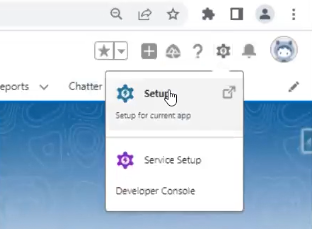 eports Chatter
Setup
Setup for current app
Service Setup
Developer Console